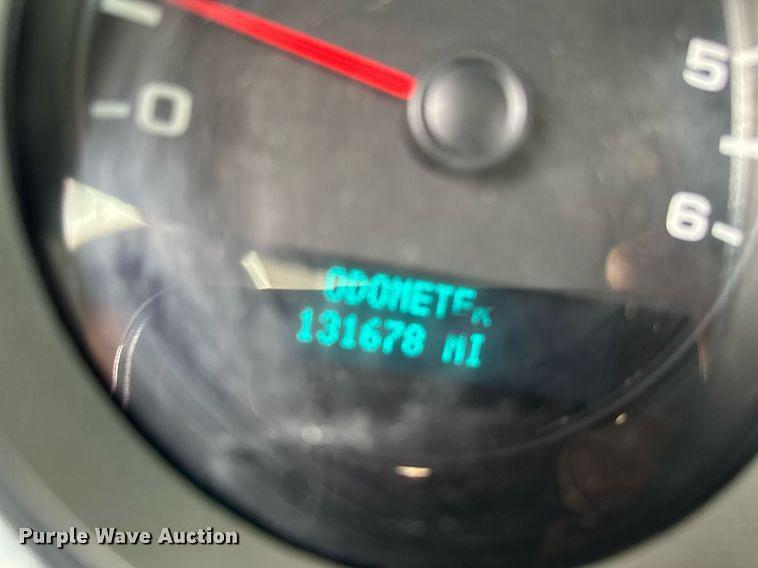 5
0
6
ODOMETER
131678 MI
Purple Wave Auction